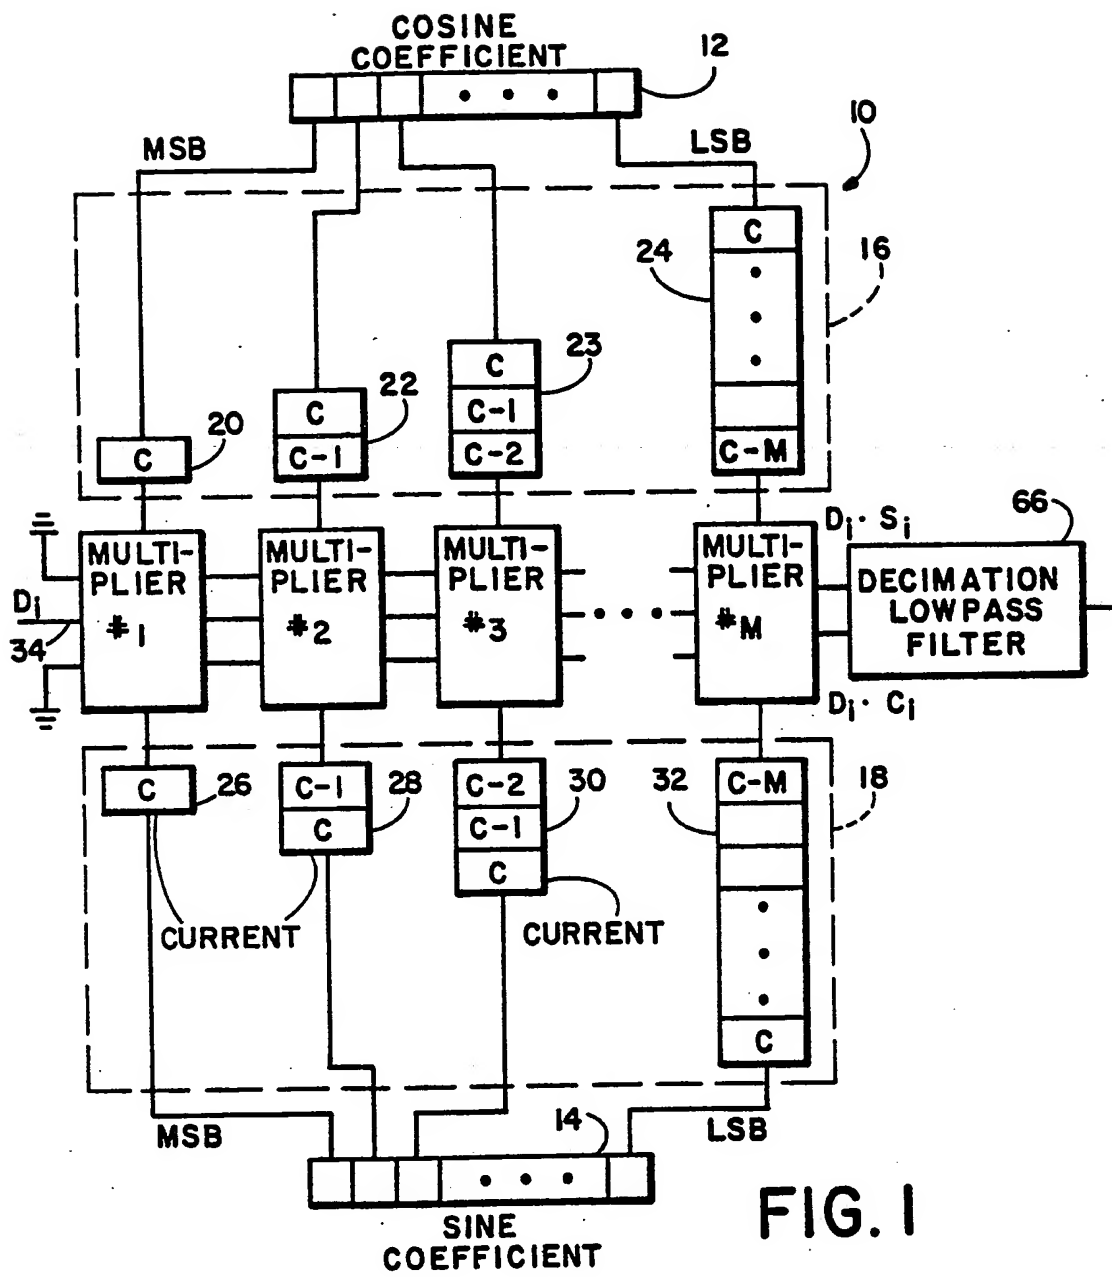 COSINE
COEFFICIENT
12
10
MSB
LSB
C
24
16
C
C-1
C-2
23
C
C-1
22
C
20
C-M
MULTI-
PLIER
#1
MULTI-
PLIER
#2
MULTI-
PLIER
#3
MULTI-
PLIER
#M
Di
34
Di · Si
66
DECIMATION
LOWPASS
FILTER
Di · Ci
C
26
C-1
C
28
C-2
C-1
C
30
32
C-M
C
18
CURRENT
CURRENT
MSB
LSB
14
SINE
COEFFICIENT
FIG. 1